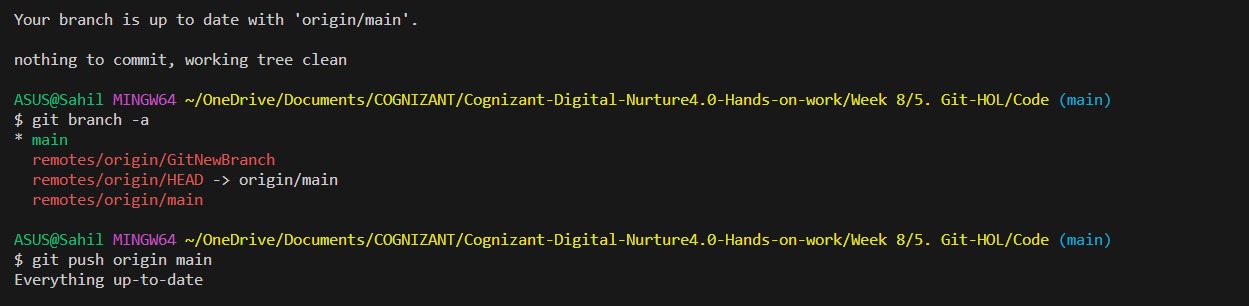 Your branch is up to date with 'origin/main'.
nothing to commit, working tree clean
ASUS@Sahil MINGW64 ~/OneDrive/Documents/COGNIZANT/Cognizant-Digital-Nurture4.0-Hands-on-work/Week 8/5. Git-HOL/Code (main)
$ git branch -a
* main
  remotes/origin/GitNewBranch
  remotes/origin/HEAD -> origin/main
  remotes/origin/main
ASUS@Sahil MINGW64 ~/OneDrive/Documents/COGNIZANT/Cognizant-Digital-Nurture4.0-Hands-on-work/Week 8/5. Git-HOL/Code (main)
$ git push origin main
Everything up-to-date